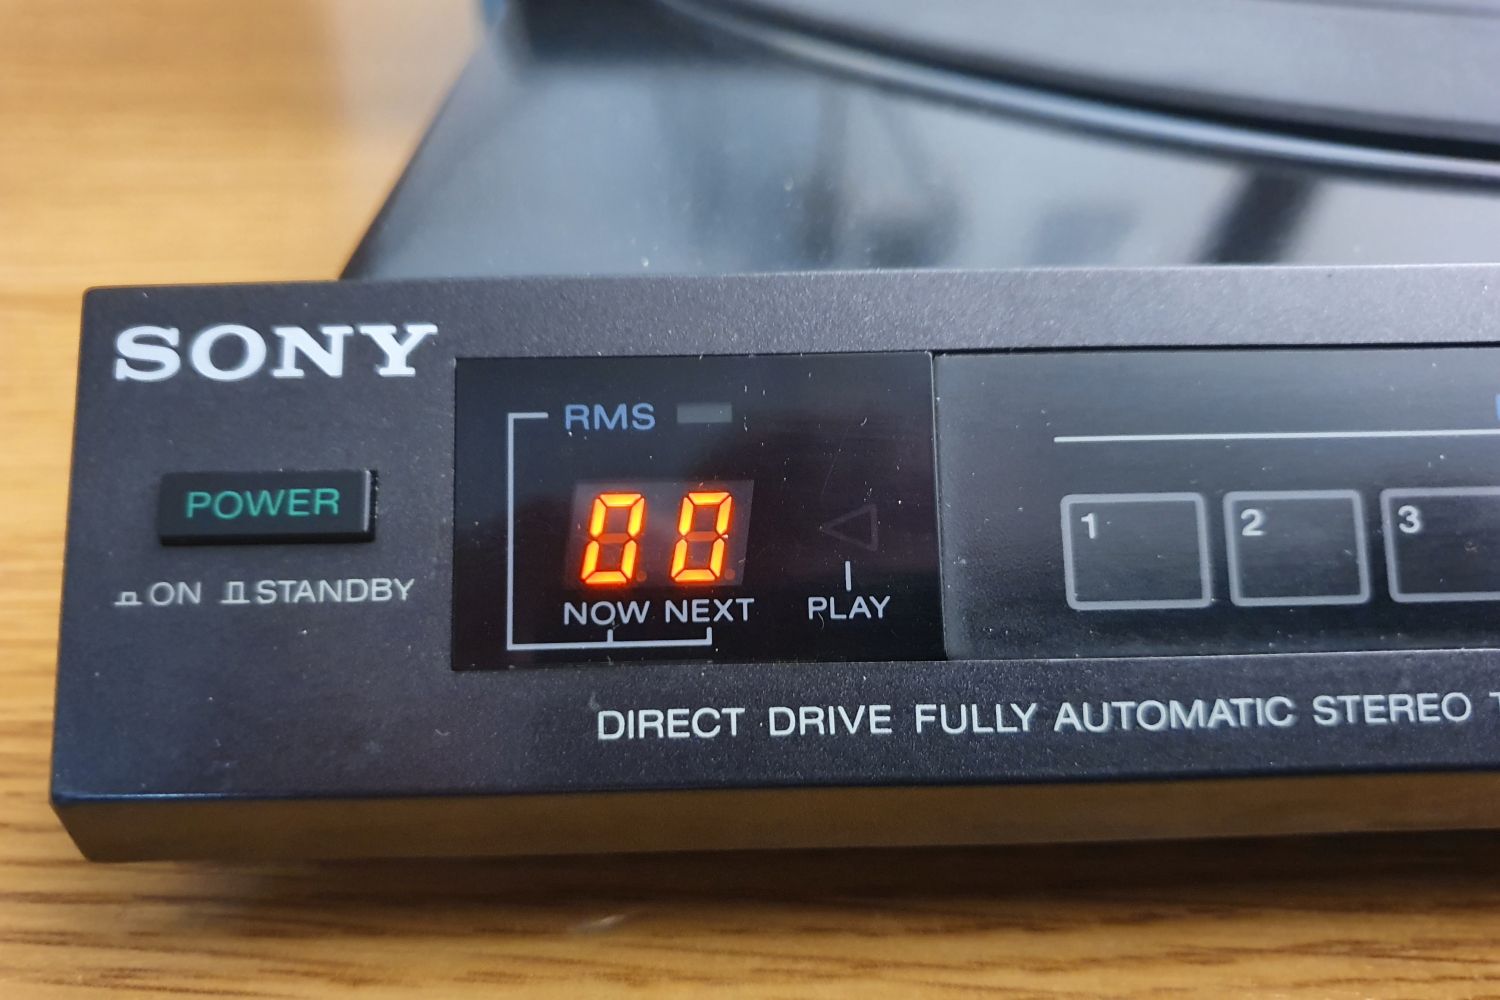 SONY
RMS
POWER
00
1 2 3
NOW NEXT
PLAY
ON STANDBY
DIRECT DRIVE FULLY AUTOMATIC STEREO